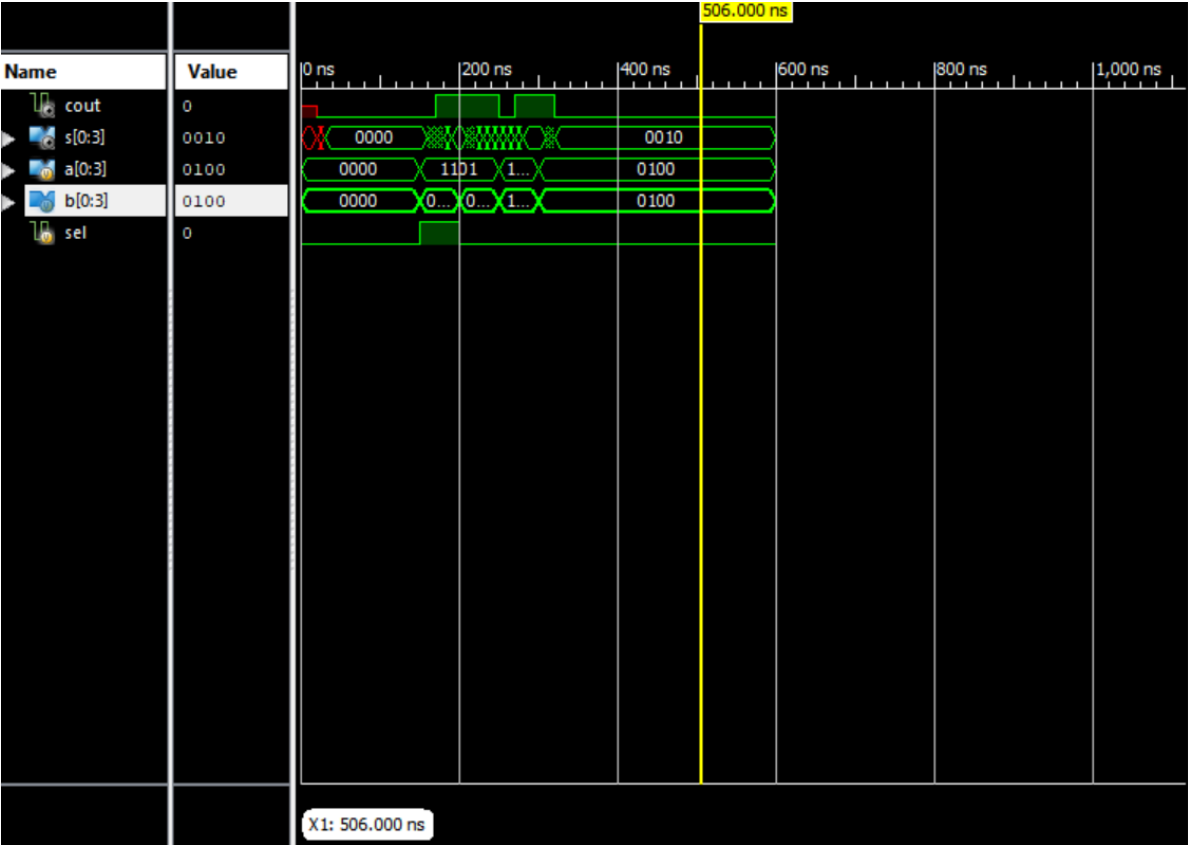 506.000 ns
Name Value 0 ns 200 ns 400 ns 600 ns 800 ns 1,000 ns
cout 0
s[0:3] 0010 0000 0010
a[0:3] 0100 0000 1101 1... 0100
b[0:3] 0100 0000 0... 0... 1... 0100
sel 0
X1: 506.000 ns